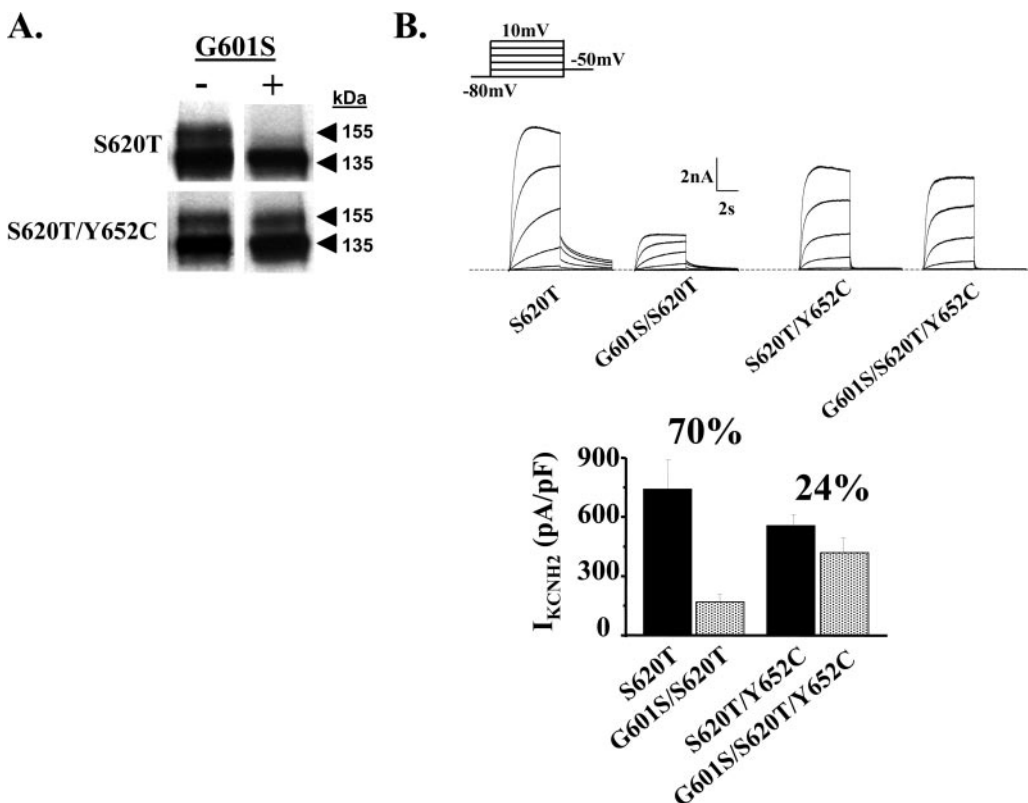 A.
G601S
- +
kDa
S620T
155
135
S620T/Y652C
155
135
B.
10mV
-50mV
-80mV
2nA
2s
S620T
G601S/S620T
S620T/Y652C
G601S/S620T/Y652C
70%
24%
I_KCNH2 (pA/pF)
900
600
300
0
S620T
G601S/S620T
S620T/Y652C
G601S/S620T/Y652C